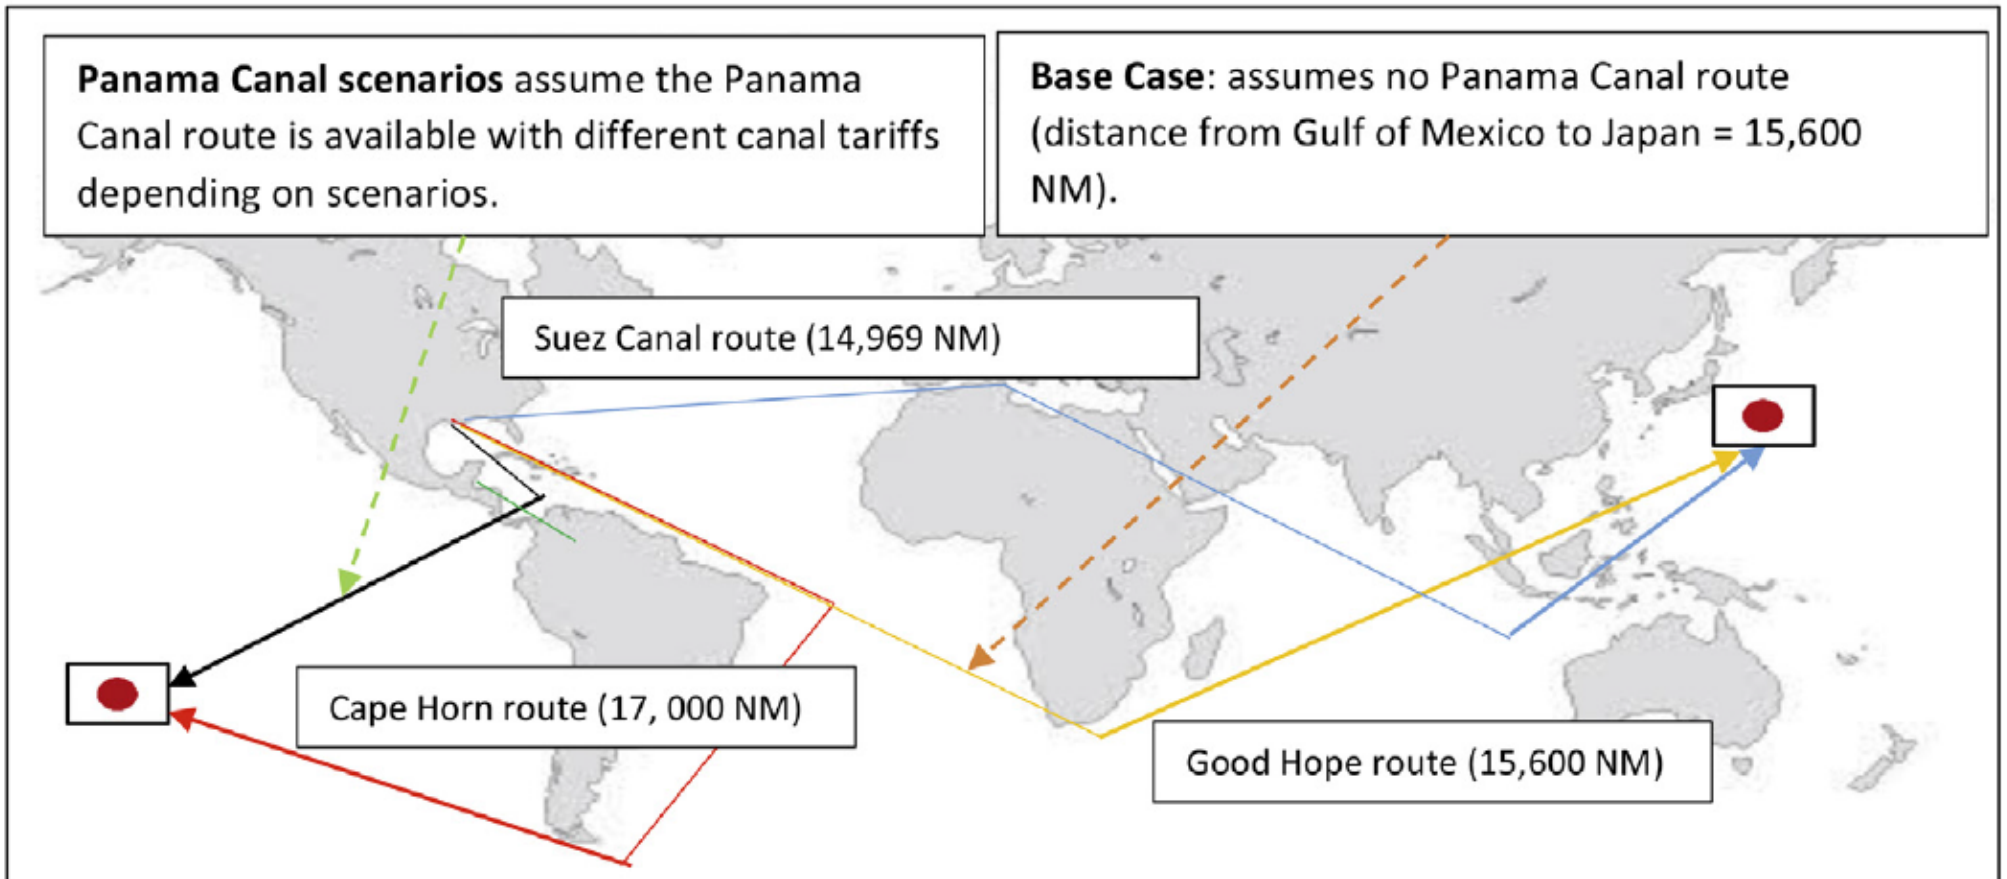 Panama Canal scenarios assume the Panama
Canal route is available with different canal tariffs
depending on scenarios.
Base Case: assumes no Panama Canal route
(distance from Gulf of Mexico to Japan = 15,600
NM).
Suez Canal route (14,969 NM)
Cape Horn route (17, 000 NM)
Good Hope route (15,600 NM)